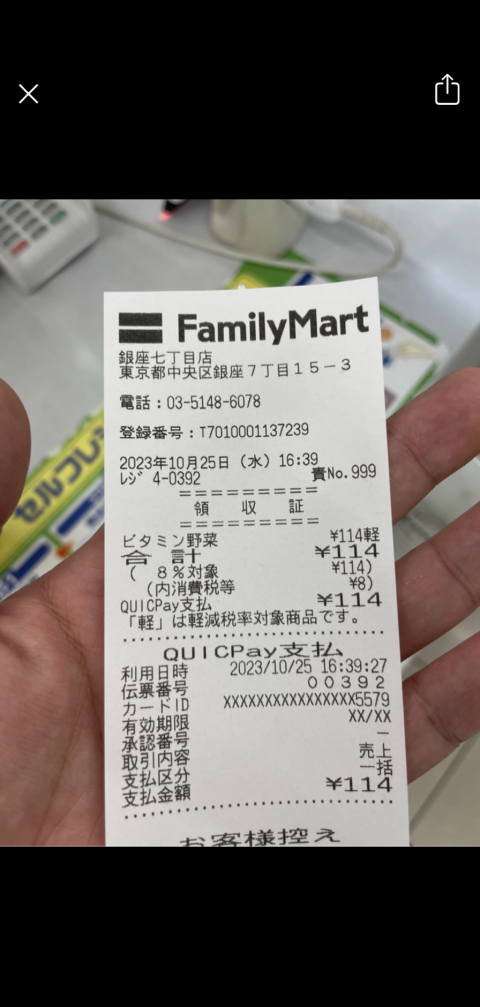 FamilyMart
銀座七丁目店
東京都中央区銀座7丁目15-3
電話:03-5148-6078
登録番号:T7010001137239
2023年10月25日(水)16:39
レジ 4-0392 責No.999
=========
領 収 証
=========
ビタミン野菜 ¥114軽
合 計 ¥114
( 8%対象 ¥114)
(内消費税等 ¥8)
QUICPay支払 ¥114
「軽」は軽減税率対象商品です。
QUICPay支払
利用日時 2023/10/25 16:39:27
伝票番号 00392
カードID XXXXXXXXXXXXXXXX5579
有効期限 XX/XX
承認番号 -
取引内容 売上
支払区分 一括
支払金額 ¥114
お客様控え
セルフレジ